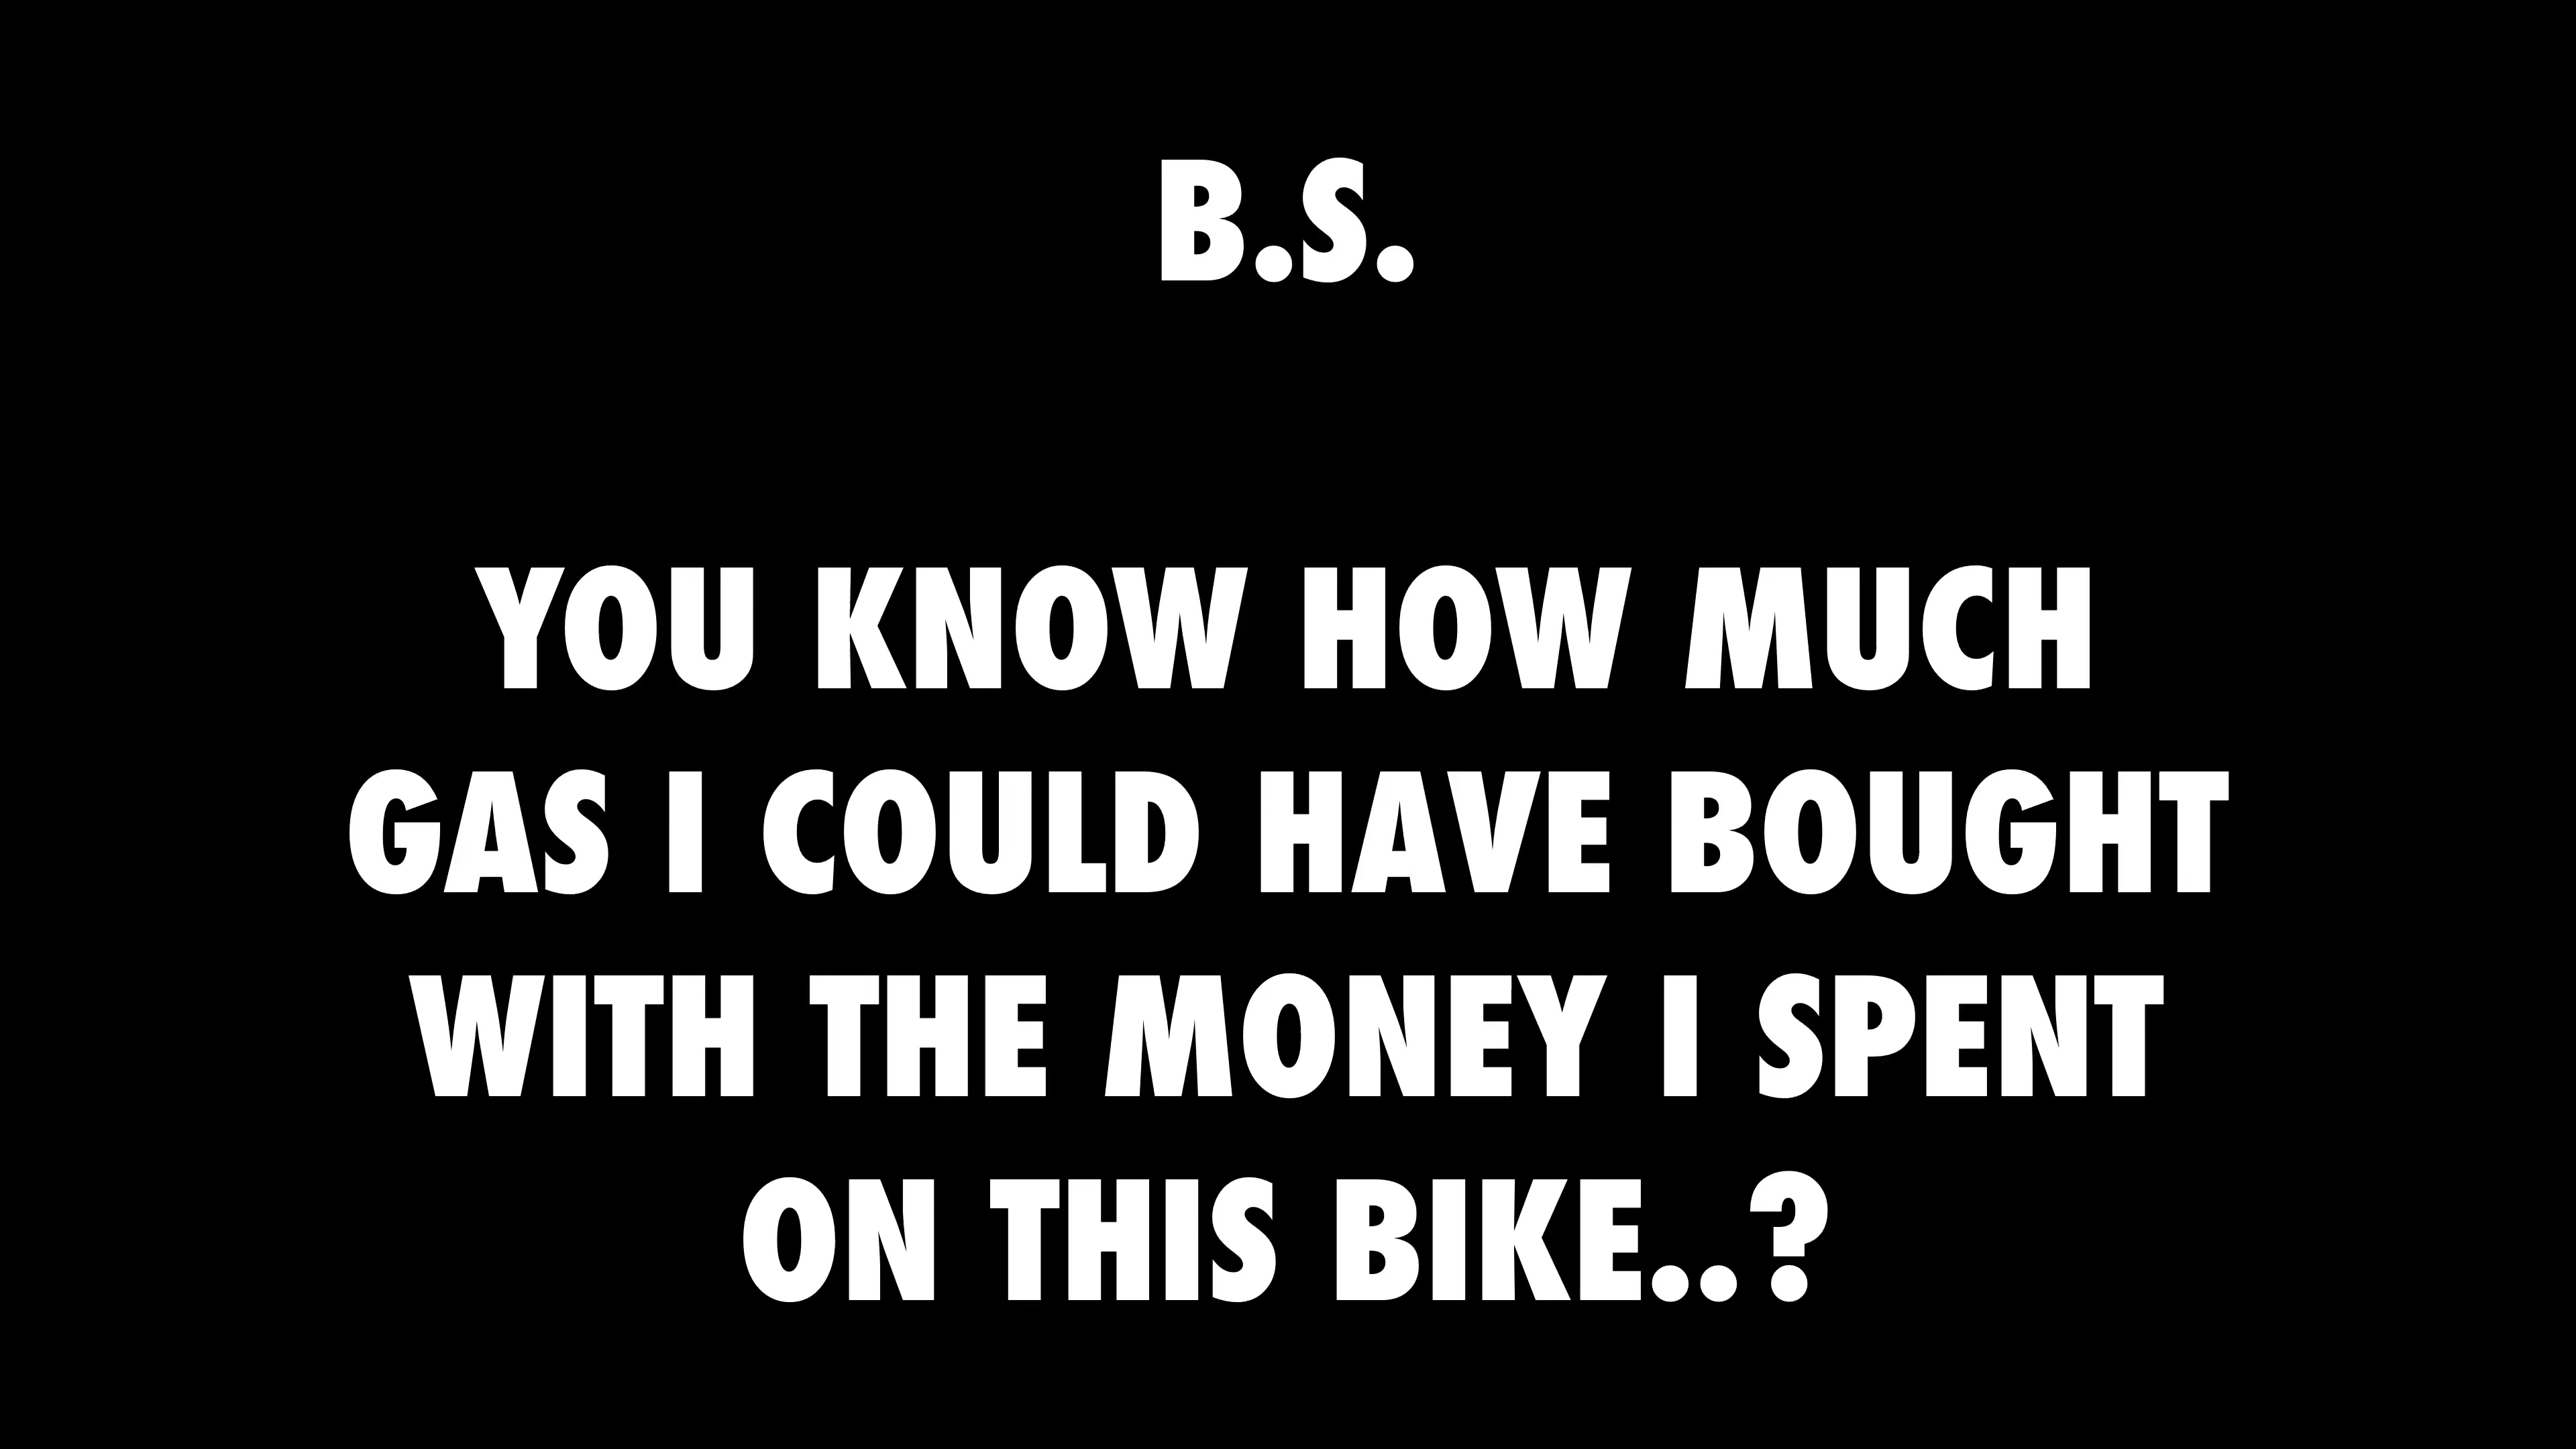 B.S.
YOU KNOW HOW MUCH
GAS I COULD HAVE BOUGHT
WITH THE MONEY I SPENT
ON THIS BIKE..?